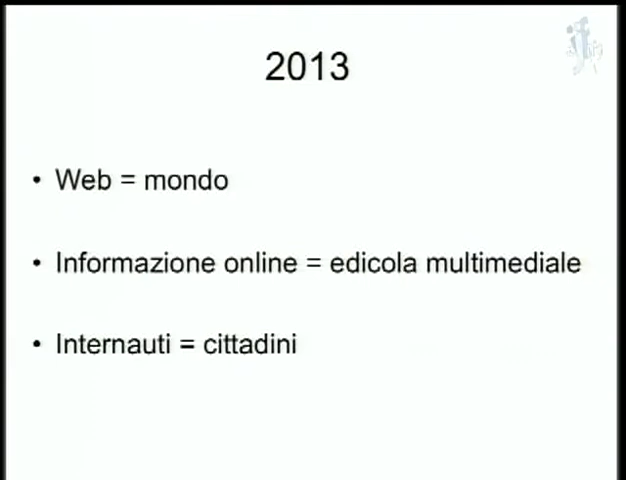 2013
• Web = mondo
• Informazione online = edicola multimediale
• Internauti = cittadini